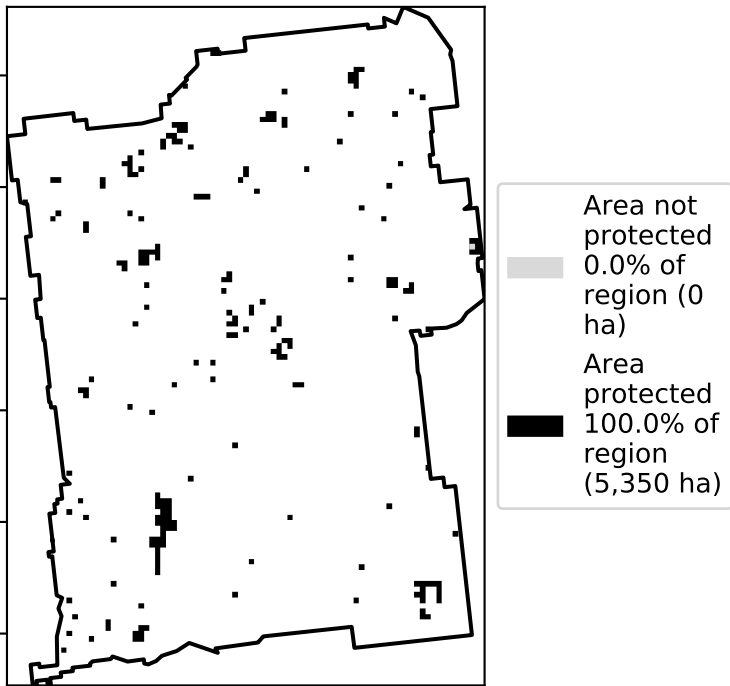 Area not
protected
0.0% of
region (0
ha)
Area
protected
100.0% of
region
(5,350 ha)